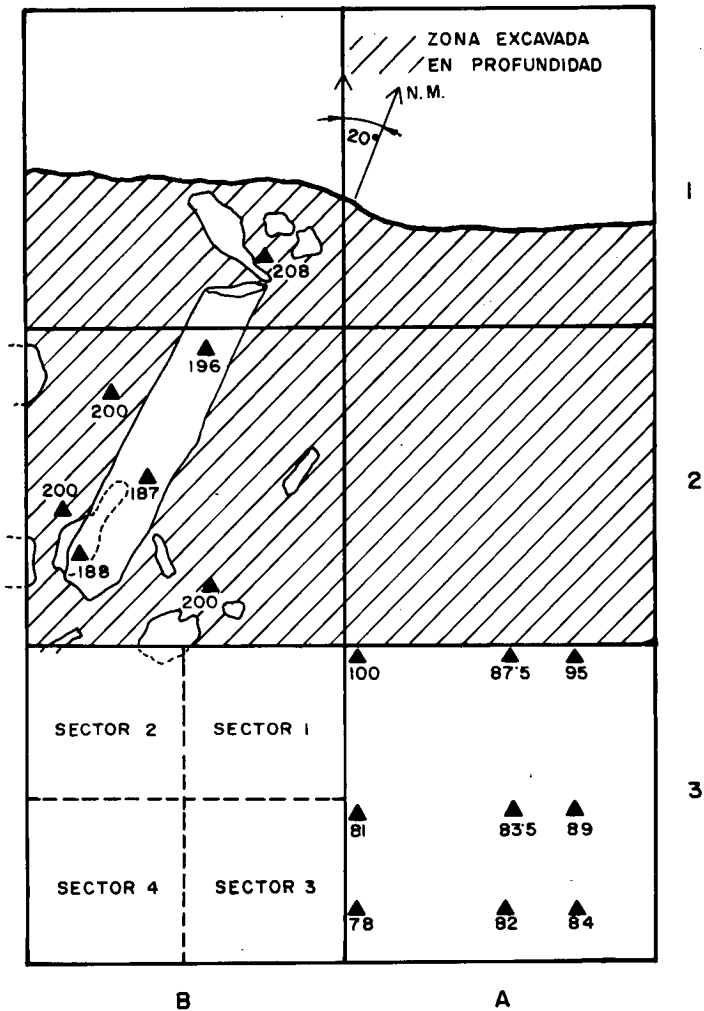 ZONA EXCAVADA
EN PROFUNDIDAD
N.M.
20°
1
208
196
200
2
187
200
188
200
100
87'5
95
SECTOR 2
SECTOR 1
3
81
83'5
89
SECTOR 4
SECTOR 3
78
82
84
B
A